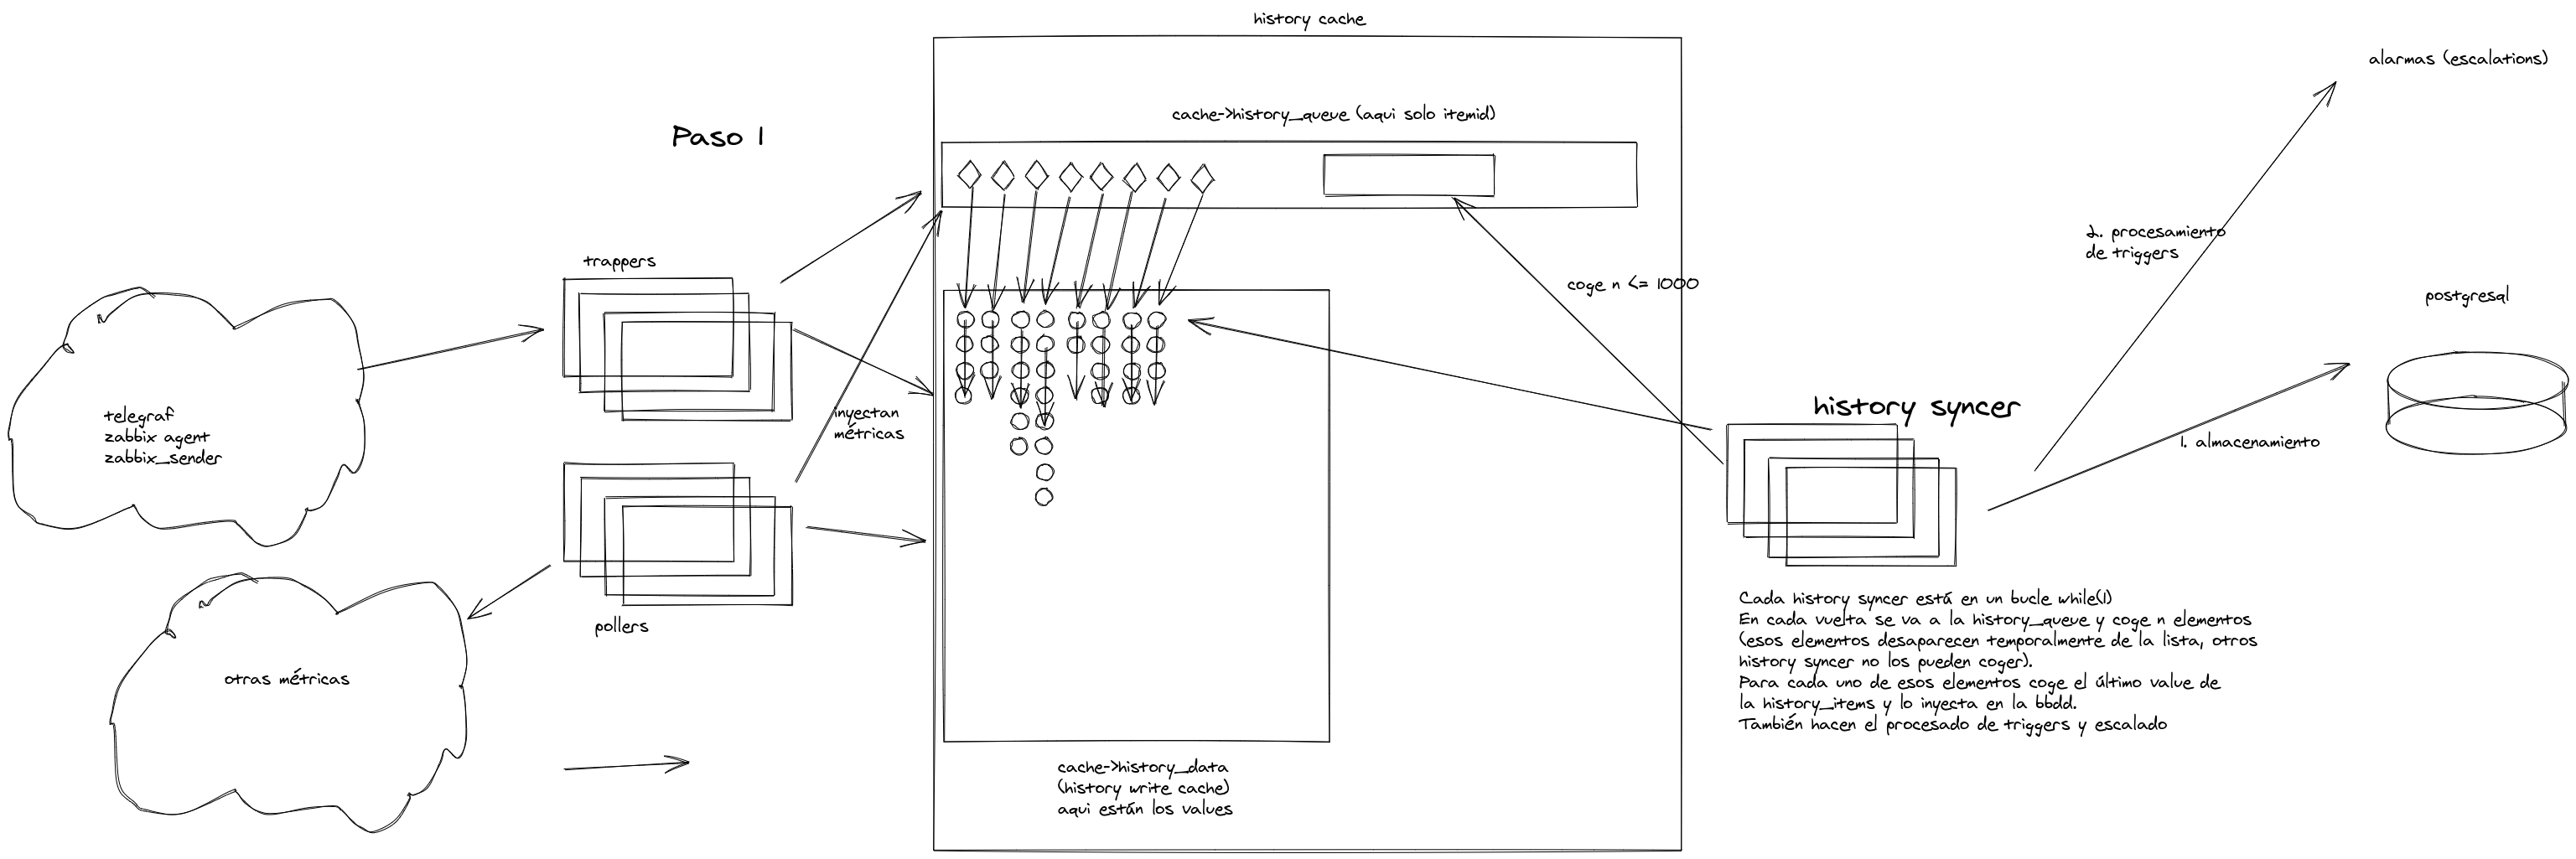 history cache
alarmas (escalations)
cache->history_queue (aqui solo itemid)
Paso 1
2. procesamiento
de triggers
trappers
coge n <= 1000
postgresql
telegraf
zabbix agent
zabbix_sender
inyectan
métricas
history syncer
1. almacenamiento
pollers
otras métricas
Cada history syncer está en un bucle while(1)
En cada vuelta se va a la history_queue y coge n elementos
(esos elementos desaparecen temporalmente de la lista, otros
history syncer no los pueden coger).
Para cada uno de esos elementos coge el último value de
la history_items y lo inyecta en la bbdd.
También hacen el procesado de triggers y escalado
cache->history_data
(history write cache)
aqui están los values